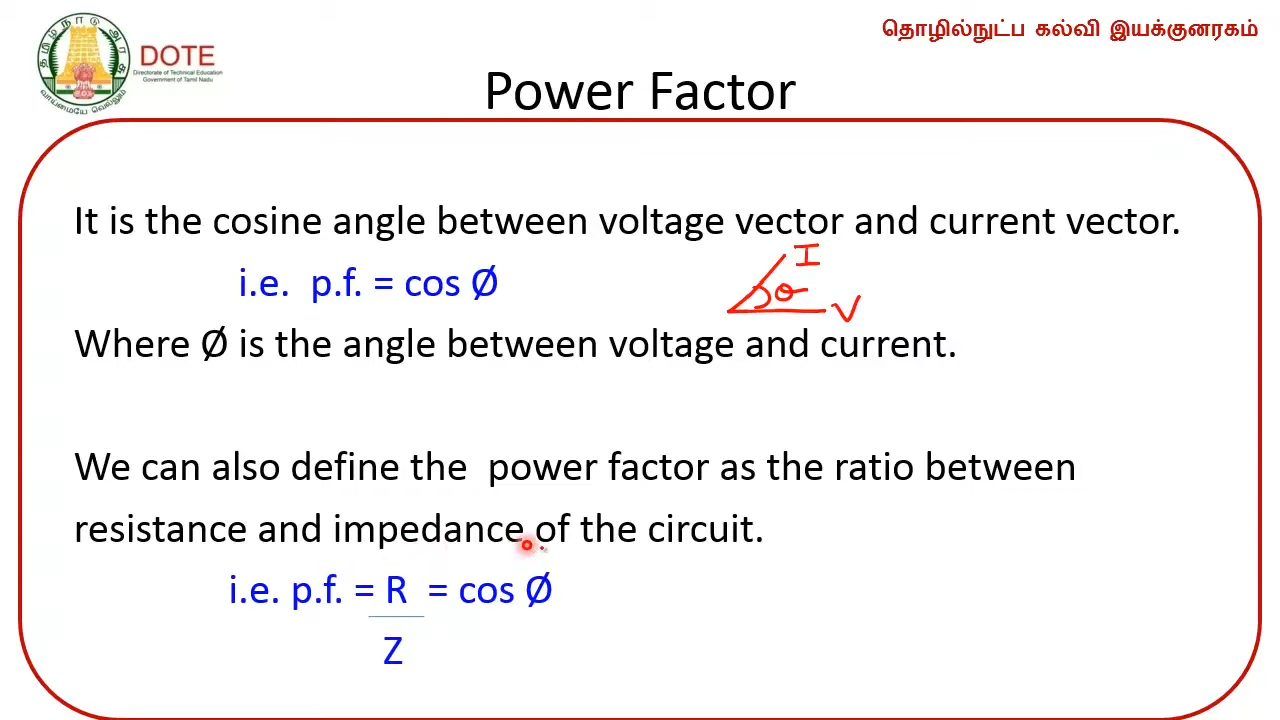 தமிழ்நாடு அரசு
வாய்மையே வெல்லும்
DOTE
Directorate of Technical Education
Government of Tamil Nadu
தொழில்நுட்ப கல்வி இயக்குனரகம்
Power Factor
It is the cosine angle between voltage vector and current vector.
i.e. p.f. = cos Ø
I
θ
V
Where Ø is the angle between voltage and current.
We can also define the power factor as the ratio between
resistance and impedance of the circuit.
i.e. p.f. = R = cos Ø
Z